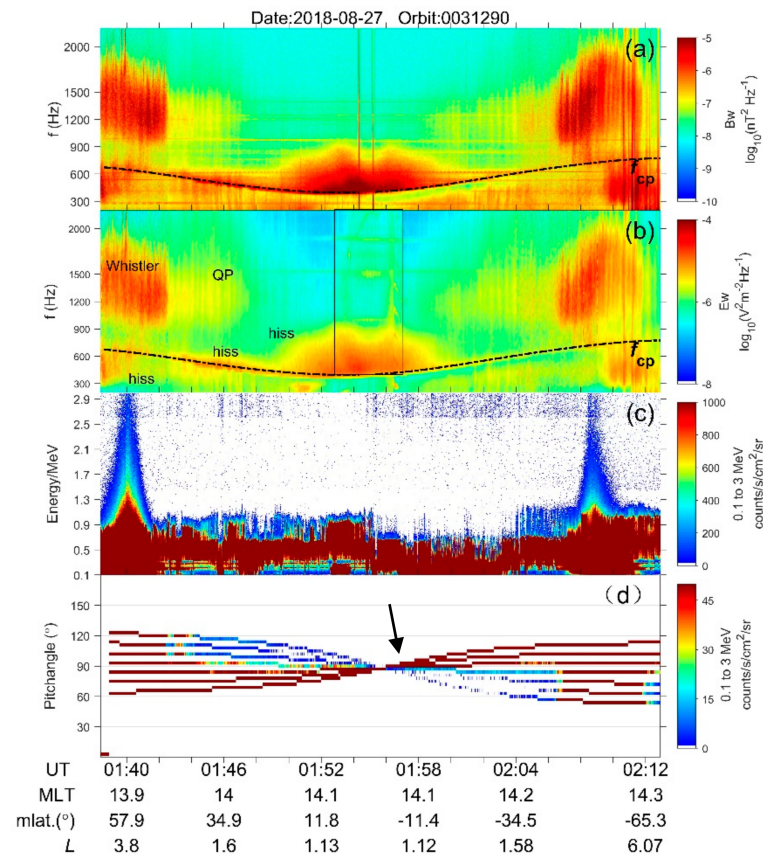 Date:2018-08-27 Orbit:0031290
(a)
2200
1900
1500
1200
900
600
300
f (Hz)
f_cp
-5
-6
-7
-8
-9
-10
Bw
log10(nT² Hz⁻¹)
(b)
2200
1900
1500
1200
900
600
300
f (Hz)
Whistler
QP
hiss
hiss
hiss
f_cp
-4
-6
-8
Ew
log10(V²m⁻²Hz⁻¹)
(c)
2.9
2.5
2.1
1.7
1.3
0.9
0.5
0.1
Energy/MeV
1000
800
600
400
200
0
0.1 to 3 MeV
counts/s/cm²/sr
(d)
150
120
90
60
30
Pitchangle (°)
45
30
15
0
0.1 to 3 MeV
counts/s/cm²/sr
UT 01:40 01:46 01:52 01:58 02:04 02:12
MLT 13.9 14 14.1 14.1 14.2 14.3
mlat.(°) 57.9 34.9 11.8 -11.4 -34.5 -65.3
L 3.8 1.6 1.13 1.12 1.58 6.07